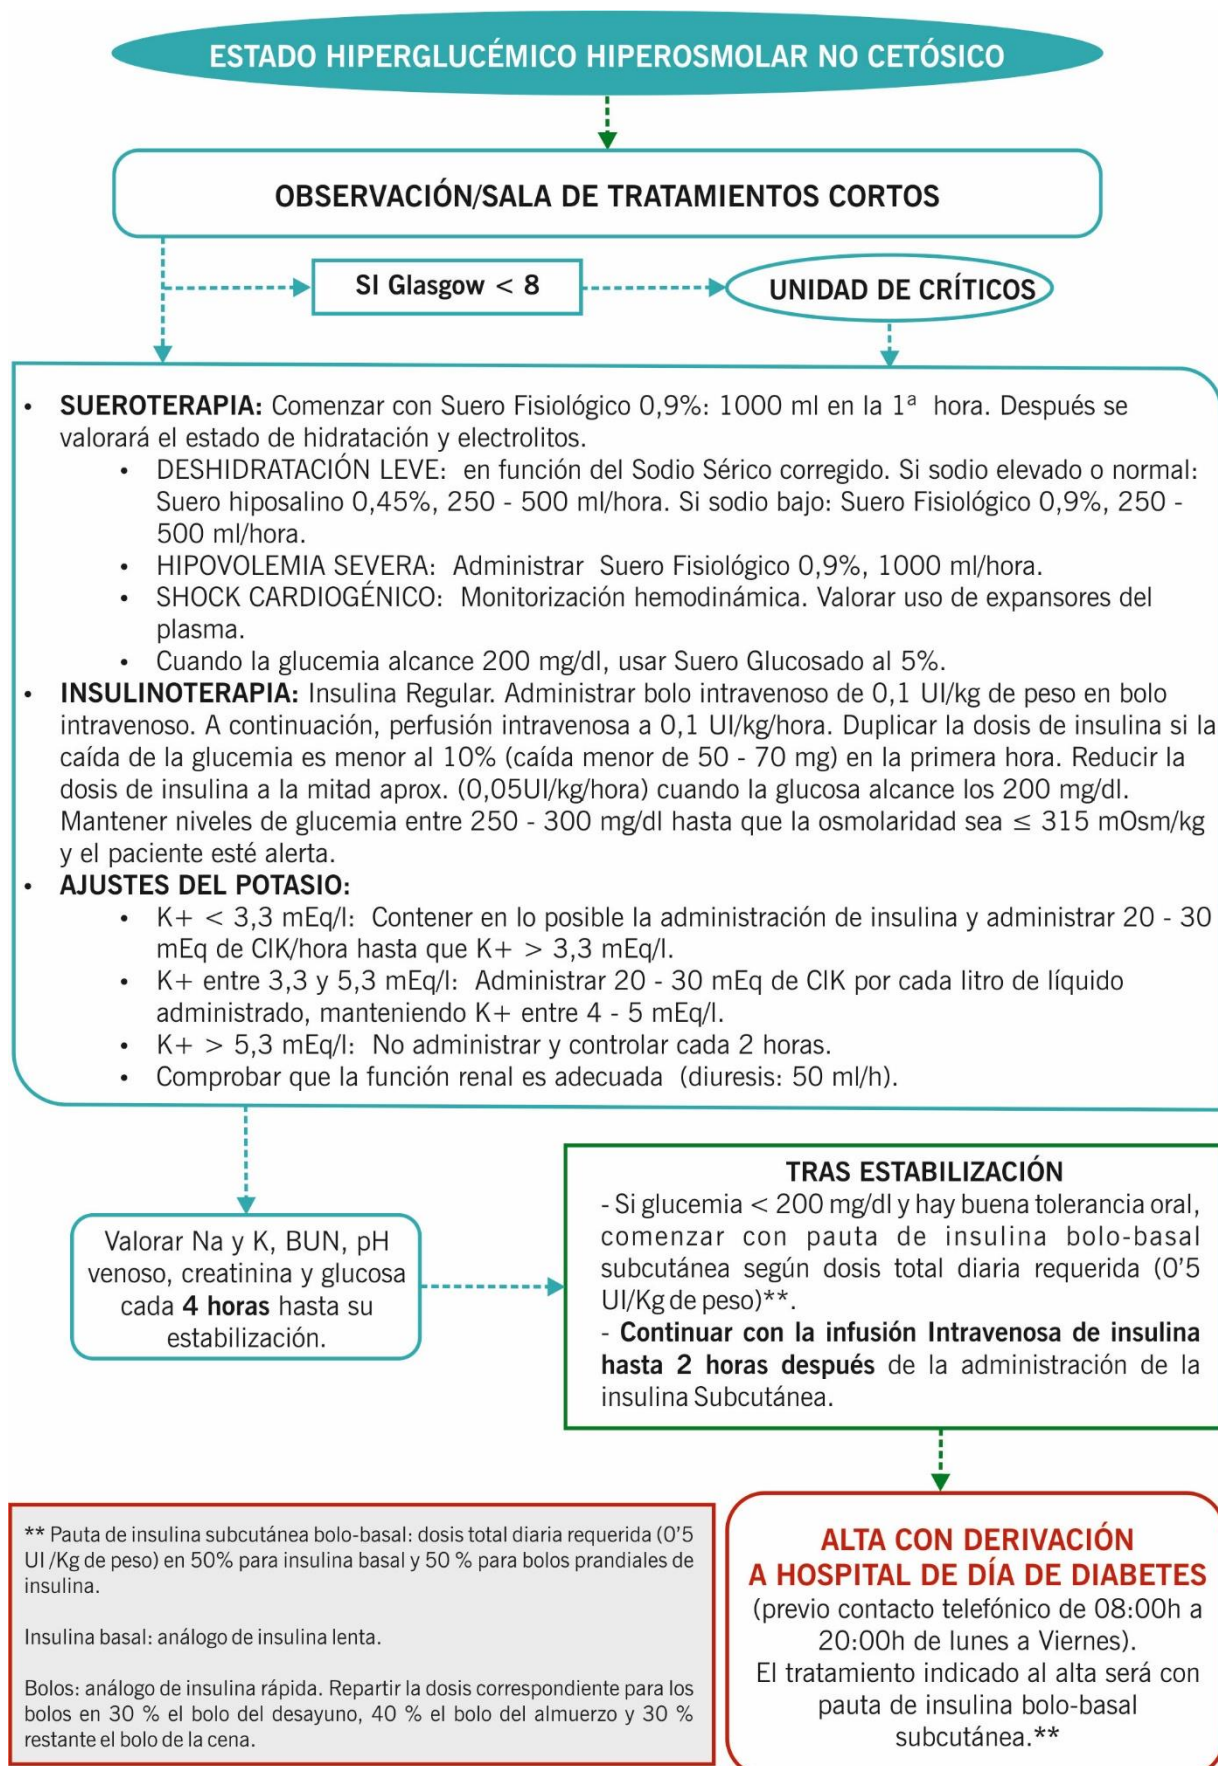 ESTADO HIPERGLUCÉMICO HIPEROSMOLAR NO CETÓSICO
OBSERVACIÓN/SALA DE TRATAMIENTOS CORTOS
SI Glasgow < 8
UNIDAD DE CRÍTICOS
• SUEROTERAPIA: Comenzar con Suero Fisiológico 0,9%: 1000 ml en la 1ª hora. Después se
valorará el estado de hidratación y electrolitos.
• DESHIDRATACIÓN LEVE: en función del Sodio Sérico corregido. Si sodio elevado o normal:
Suero hiposalino 0,45%, 250 - 500 ml/hora. Si sodio bajo: Suero Fisiológico 0,9%, 250 -
500 ml/hora.
• HIPOVOLEMIA SEVERA: Administrar Suero Fisiológico 0,9%, 1000 ml/hora.
• SHOCK CARDIOGÉNICO: Monitorización hemodinámica. Valorar uso de expansores del
plasma.
• Cuando la glucemia alcance 200 mg/dl, usar Suero Glucosado al 5%.
• INSULINOTERAPIA: Insulina Regular. Administrar bolo intravenoso de 0,1 UI/kg de peso en bolo
intravenoso. A continuación, perfusión intravenosa a 0,1 UI/kg/hora. Duplicar la dosis de insulina si la
caída de la glucemia es menor al 10% (caída menor de 50 - 70 mg) en la primera hora. Reducir la
dosis de insulina a la mitad aprox. (0,05UI/kg/hora) cuando la glucosa alcance los 200 mg/dl.
Mantener niveles de glucemia entre 250 - 300 mg/dl hasta que la osmolaridad sea ≤ 315 mOsm/kg
y el paciente esté alerta.
• AJUSTES DEL POTASIO:
• K+ < 3,3 mEq/l: Contener en lo posible la administración de insulina y administrar 20 - 30
mEq de ClK/hora hasta que K+ > 3,3 mEq/l.
• K+ entre 3,3 y 5,3 mEq/l: Administrar 20 - 30 mEq de ClK por cada litro de líquido
administrado, manteniendo K+ entre 4 - 5 mEq/l.
• K+ > 5,3 mEq/l: No administrar y controlar cada 2 horas.
• Comprobar que la función renal es adecuada (diuresis: 50 ml/h).
Valorar Na y K, BUN, pH
venoso, creatinina y glucosa
cada 4 horas hasta su
estabilización.
TRAS ESTABILIZACIÓN
- Si glucemia < 200 mg/dl y hay buena tolerancia oral,
comenzar con pauta de insulina bolo-basal
subcutánea según dosis total diaria requerida (0'5
UI/Kg de peso)**.
- Continuar con la infusión Intravenosa de insulina
hasta 2 horas después de la administración de la
insulina Subcutánea.
** Pauta de insulina subcutánea bolo-basal: dosis total diaria requerida (0'5
UI /Kg de peso) en 50% para insulina basal y 50 % para bolos prandiales de
insulina.
Insulina basal: análogo de insulina lenta.
Bolos: análogo de insulina rápida. Repartir la dosis correspondiente para los
bolos en 30 % el bolo del desayuno, 40 % el bolo del almuerzo y 30 %
restante el bolo de la cena.
ALTA CON DERIVACIÓN
A HOSPITAL DE DÍA DE DIABETES
(previo contacto telefónico de 08:00h a
20:00h de lunes a Viernes).
El tratamiento indicado al alta será con
pauta de insulina bolo-basal
subcutánea.**